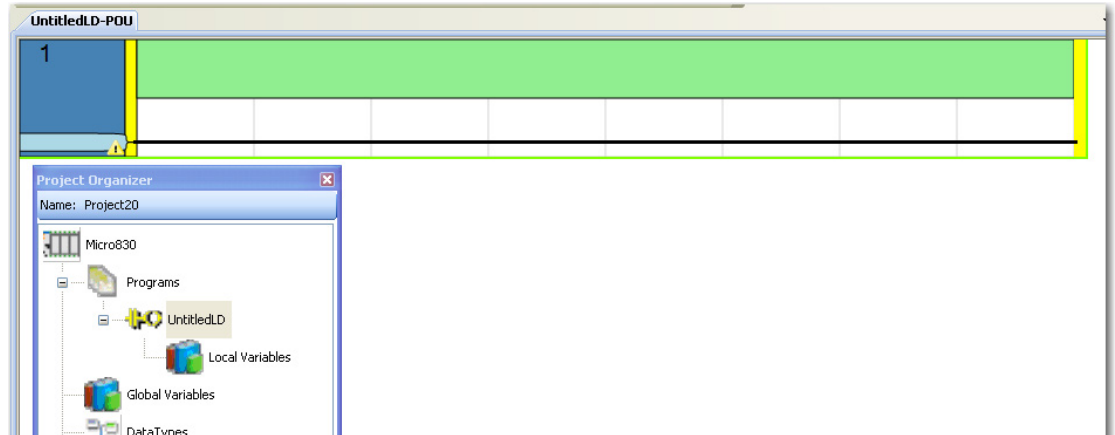 UntitledLD-POU
1
Project Organizer
Name: Project20
Micro830
Programs
UntitledLD
Local Variables
Global Variables
DataTypes